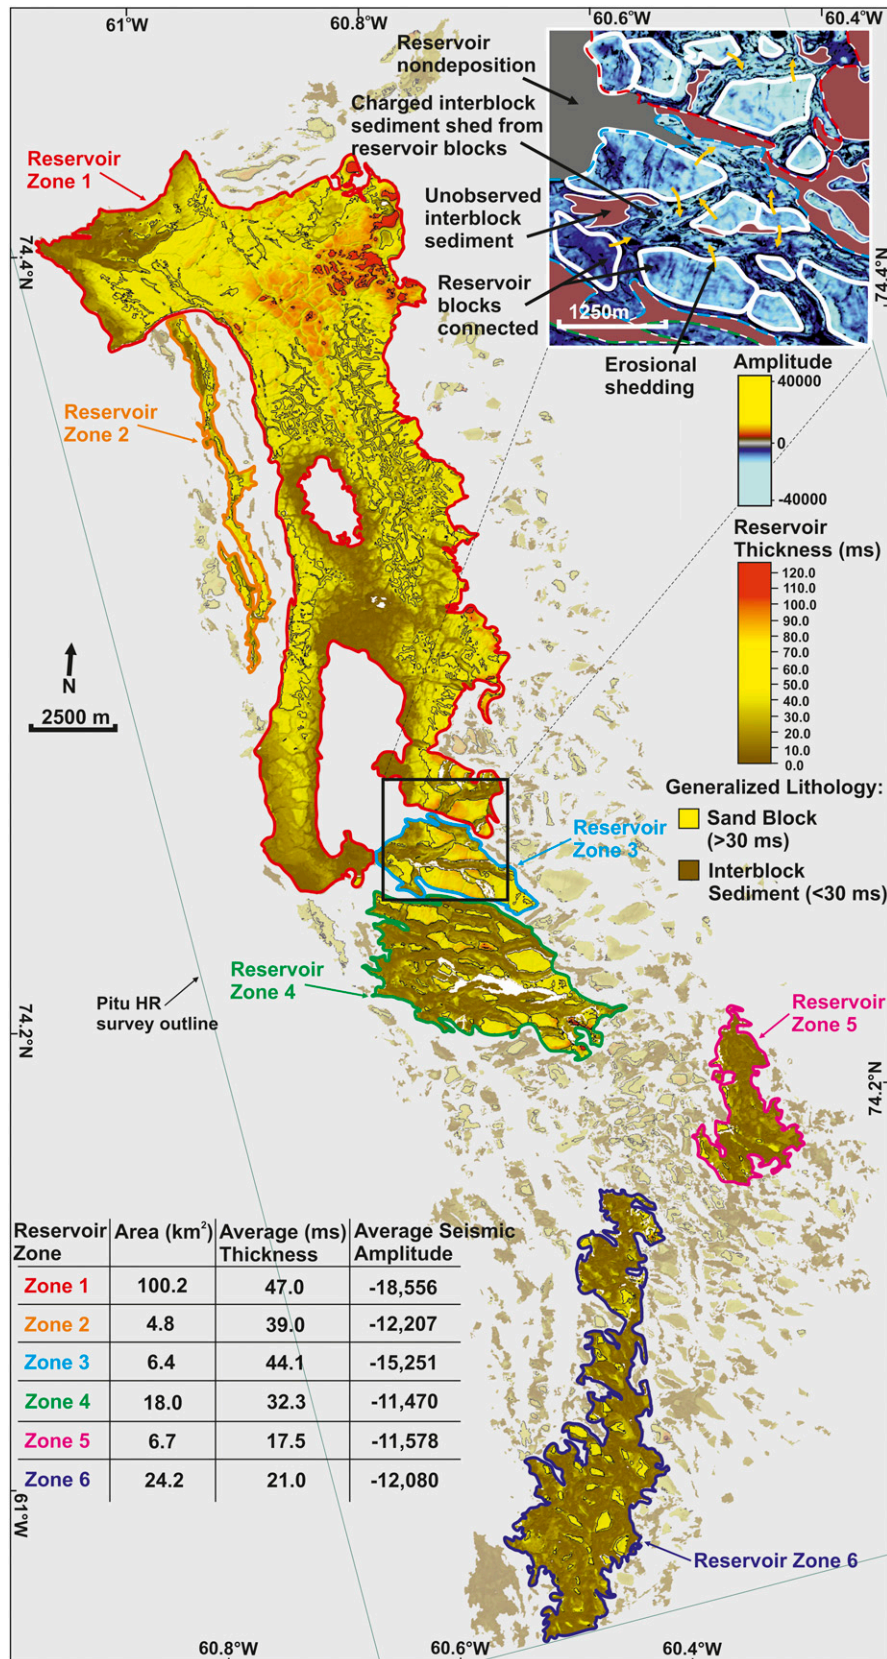 61°W
60.8°W
60.6°W
60.4°W
Reservoir
nondeposition
Charged interblock
sediment shed from
reservoir blocks
Unobserved
interblock
sediment
Reservoir
blocks
connected
1250m
Erosional
shedding
Reservoir
Zone 1
74.4°N
74.4°N
Reservoir
Zone 2
Amplitude
40000
0
-40000
Reservoir
Thickness (ms)
120.0
110.0
100.0
90.0
80.0
70.0
60.0
50.0
40.0
30.0
20.0
10.0
0.0
N
2500 m
Generalized Lithology:
Sand Block
(>30 ms)
Interblock
Sediment (<30 ms)
Reservoir
Zone 3
Reservoir
Zone 4
Pitu HR
survey outline
Reservoir
Zone 5
74.2°N
74.2°N
Reservoir Zone | Area (km²) | Average (ms) Thickness | Average Seismic Amplitude
Zone 1 | 100.2 | 47.0 | -18,556
Zone 2 | 4.8 | 39.0 | -12,207
Zone 3 | 6.4 | 44.1 | -15,251
Zone 4 | 18.0 | 32.3 | -11,470
Zone 5 | 6.7 | 17.5 | -11,578
Zone 6 | 24.2 | 21.0 | -12,080
61°W
Reservoir Zone 6
60.8°W
60.6°W
60.4°W